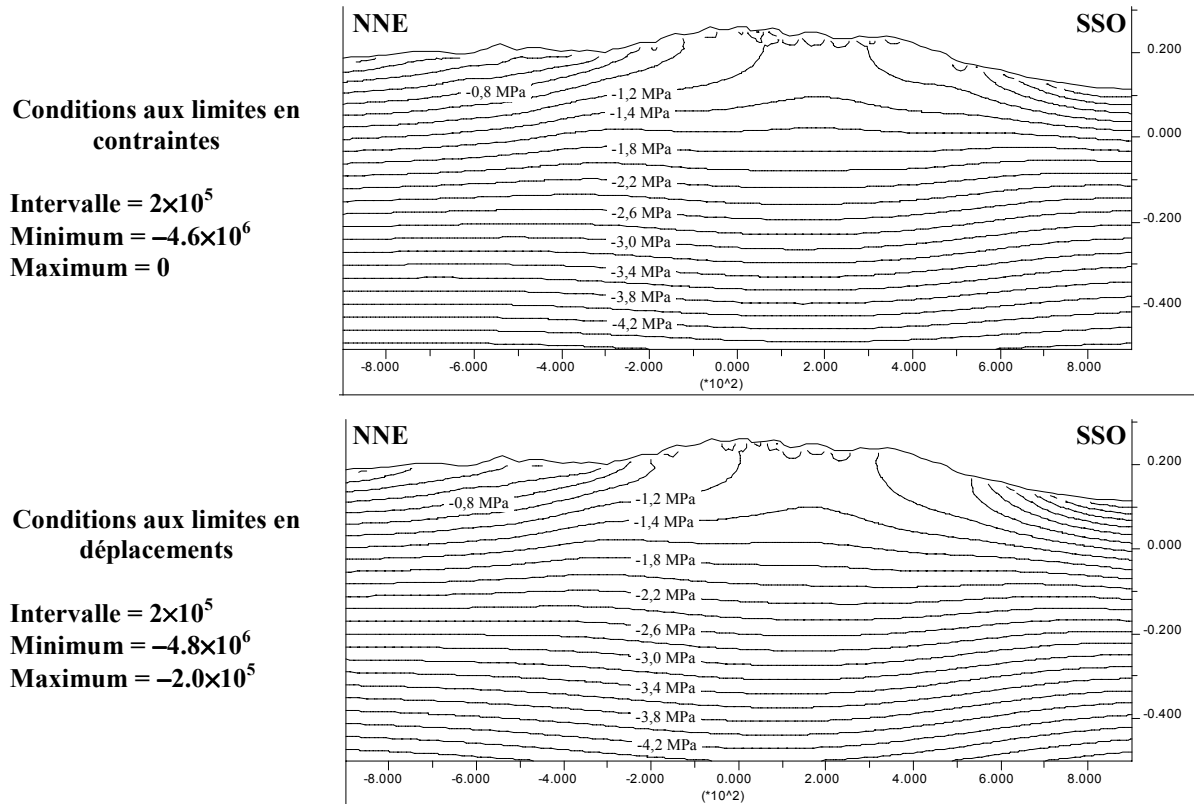 Conditions aux limites en
contraintes
Intervalle = 2×10⁵
Minimum = −4.6×10⁶
Maximum = 0
NNE
SSO
-0,8 MPa
-1,2 MPa
-1,4 MPa
-1,8 MPa
-2,2 MPa
-2,6 MPa
-3,0 MPa
-3,4 MPa
-3,8 MPa
-4,2 MPa
0.200
0.000
-0.200
-0.400
-8.000 -6.000 -4.000 -2.000 0.000 2.000 4.000 6.000 8.000
(*10^2)
Conditions aux limites en
déplacements
Intervalle = 2×10⁵
Minimum = −4.8×10⁶
Maximum = −2.0×10⁵
NNE
SSO
-0,8 MPa
-1,2 MPa
-1,4 MPa
-1,8 MPa
-2,2 MPa
-2,6 MPa
-3,0 MPa
-3,4 MPa
-3,8 MPa
-4,2 MPa
0.200
0.000
-0.200
-0.400
-8.000 -6.000 -4.000 -2.000 0.000 2.000 4.000 6.000 8.000
(*10^2)